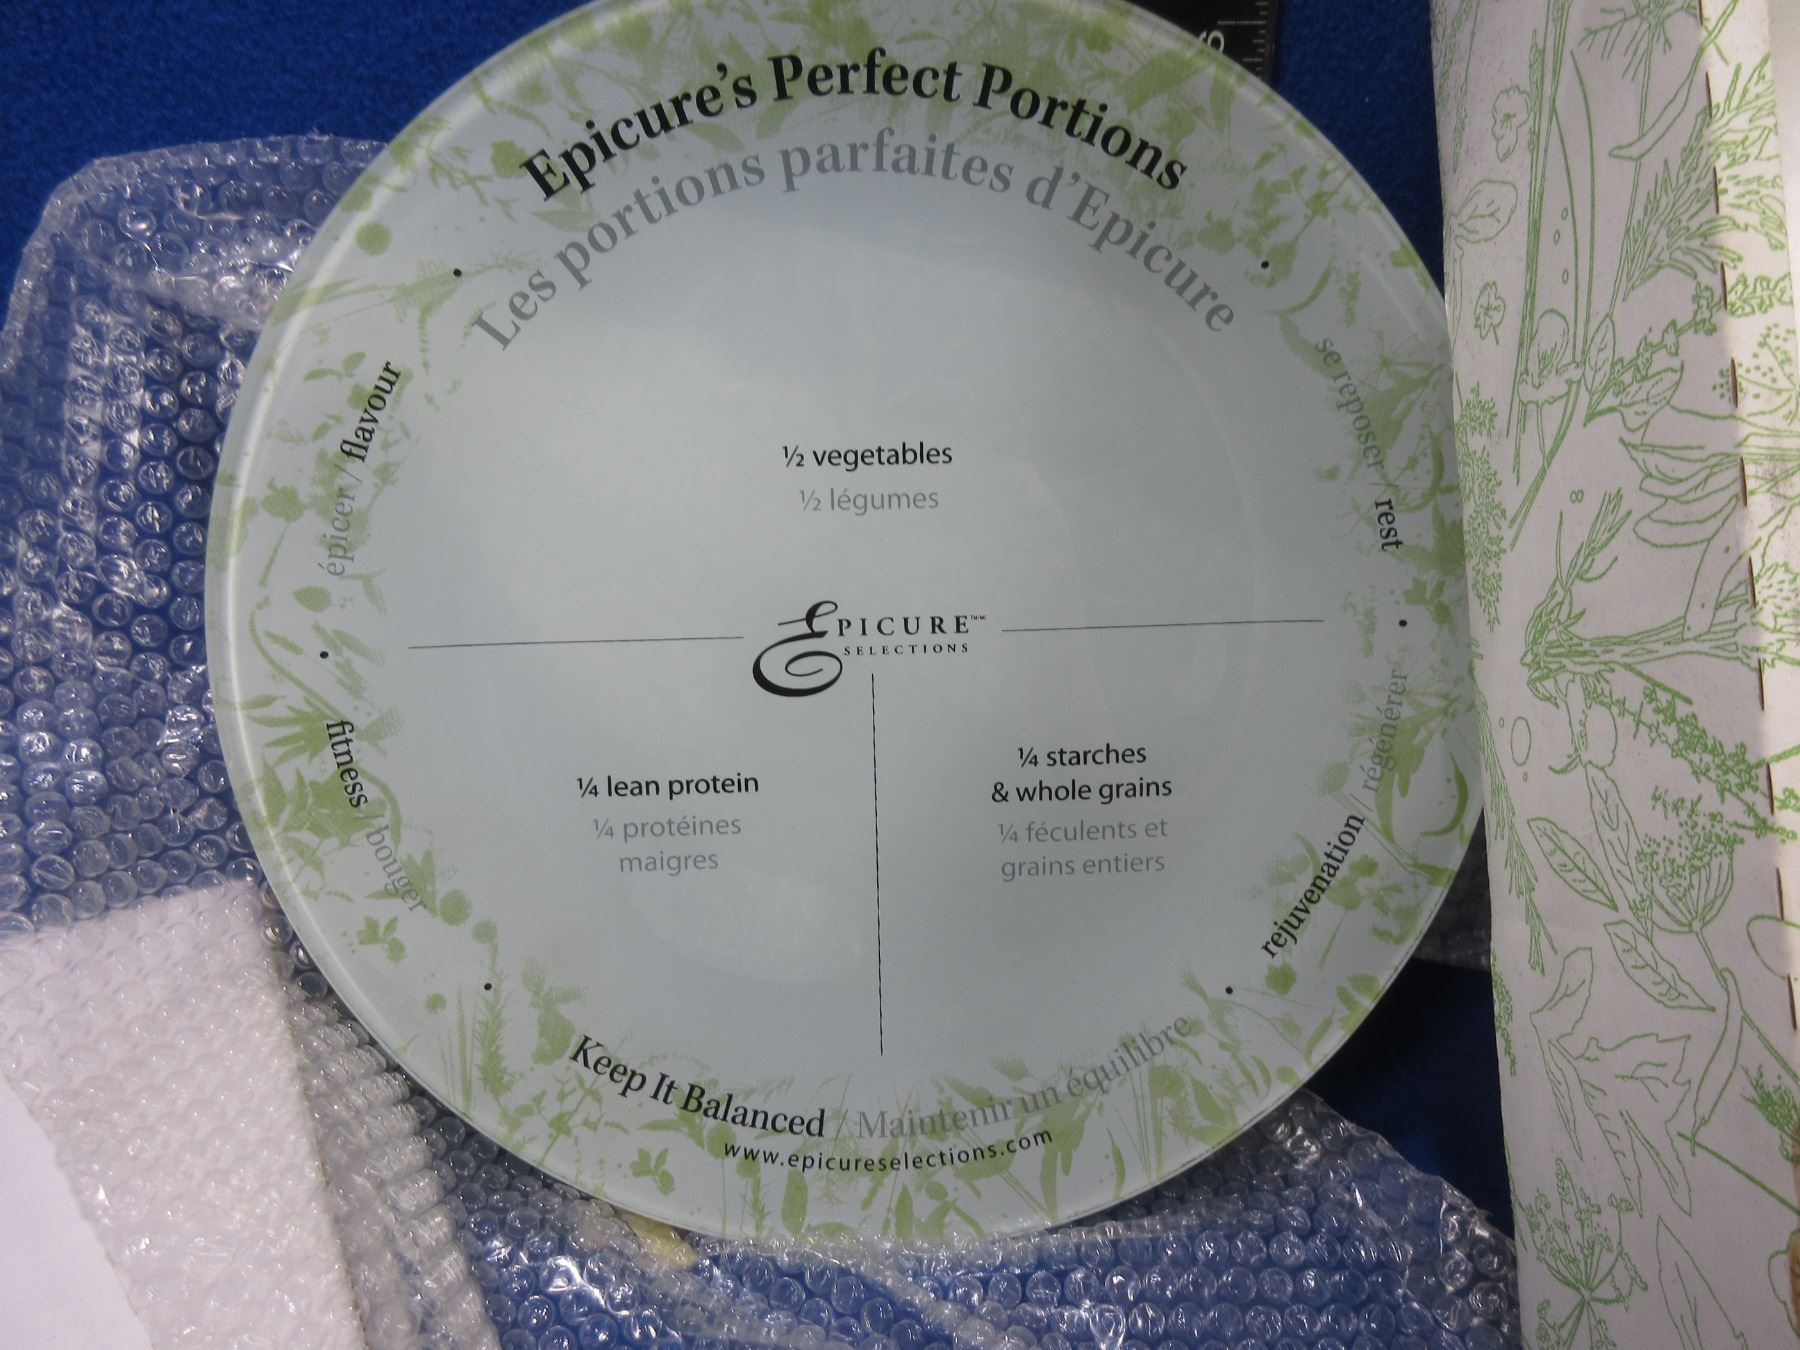 Epicure's Perfect Portions
Les portions parfaites d'Epicure
épicer / flavour
se reposer / rest
½ vegetables
½ légumes
EPICURE
SELECTIONS
fitness / bouger
rejuvenation / régénérer
¼ lean protein
¼ protéines
maigres
¼ starches
& whole grains
¼ féculents et
grains entiers
Keep It Balanced / Maintenir un équilibre
www.epicureselections.com